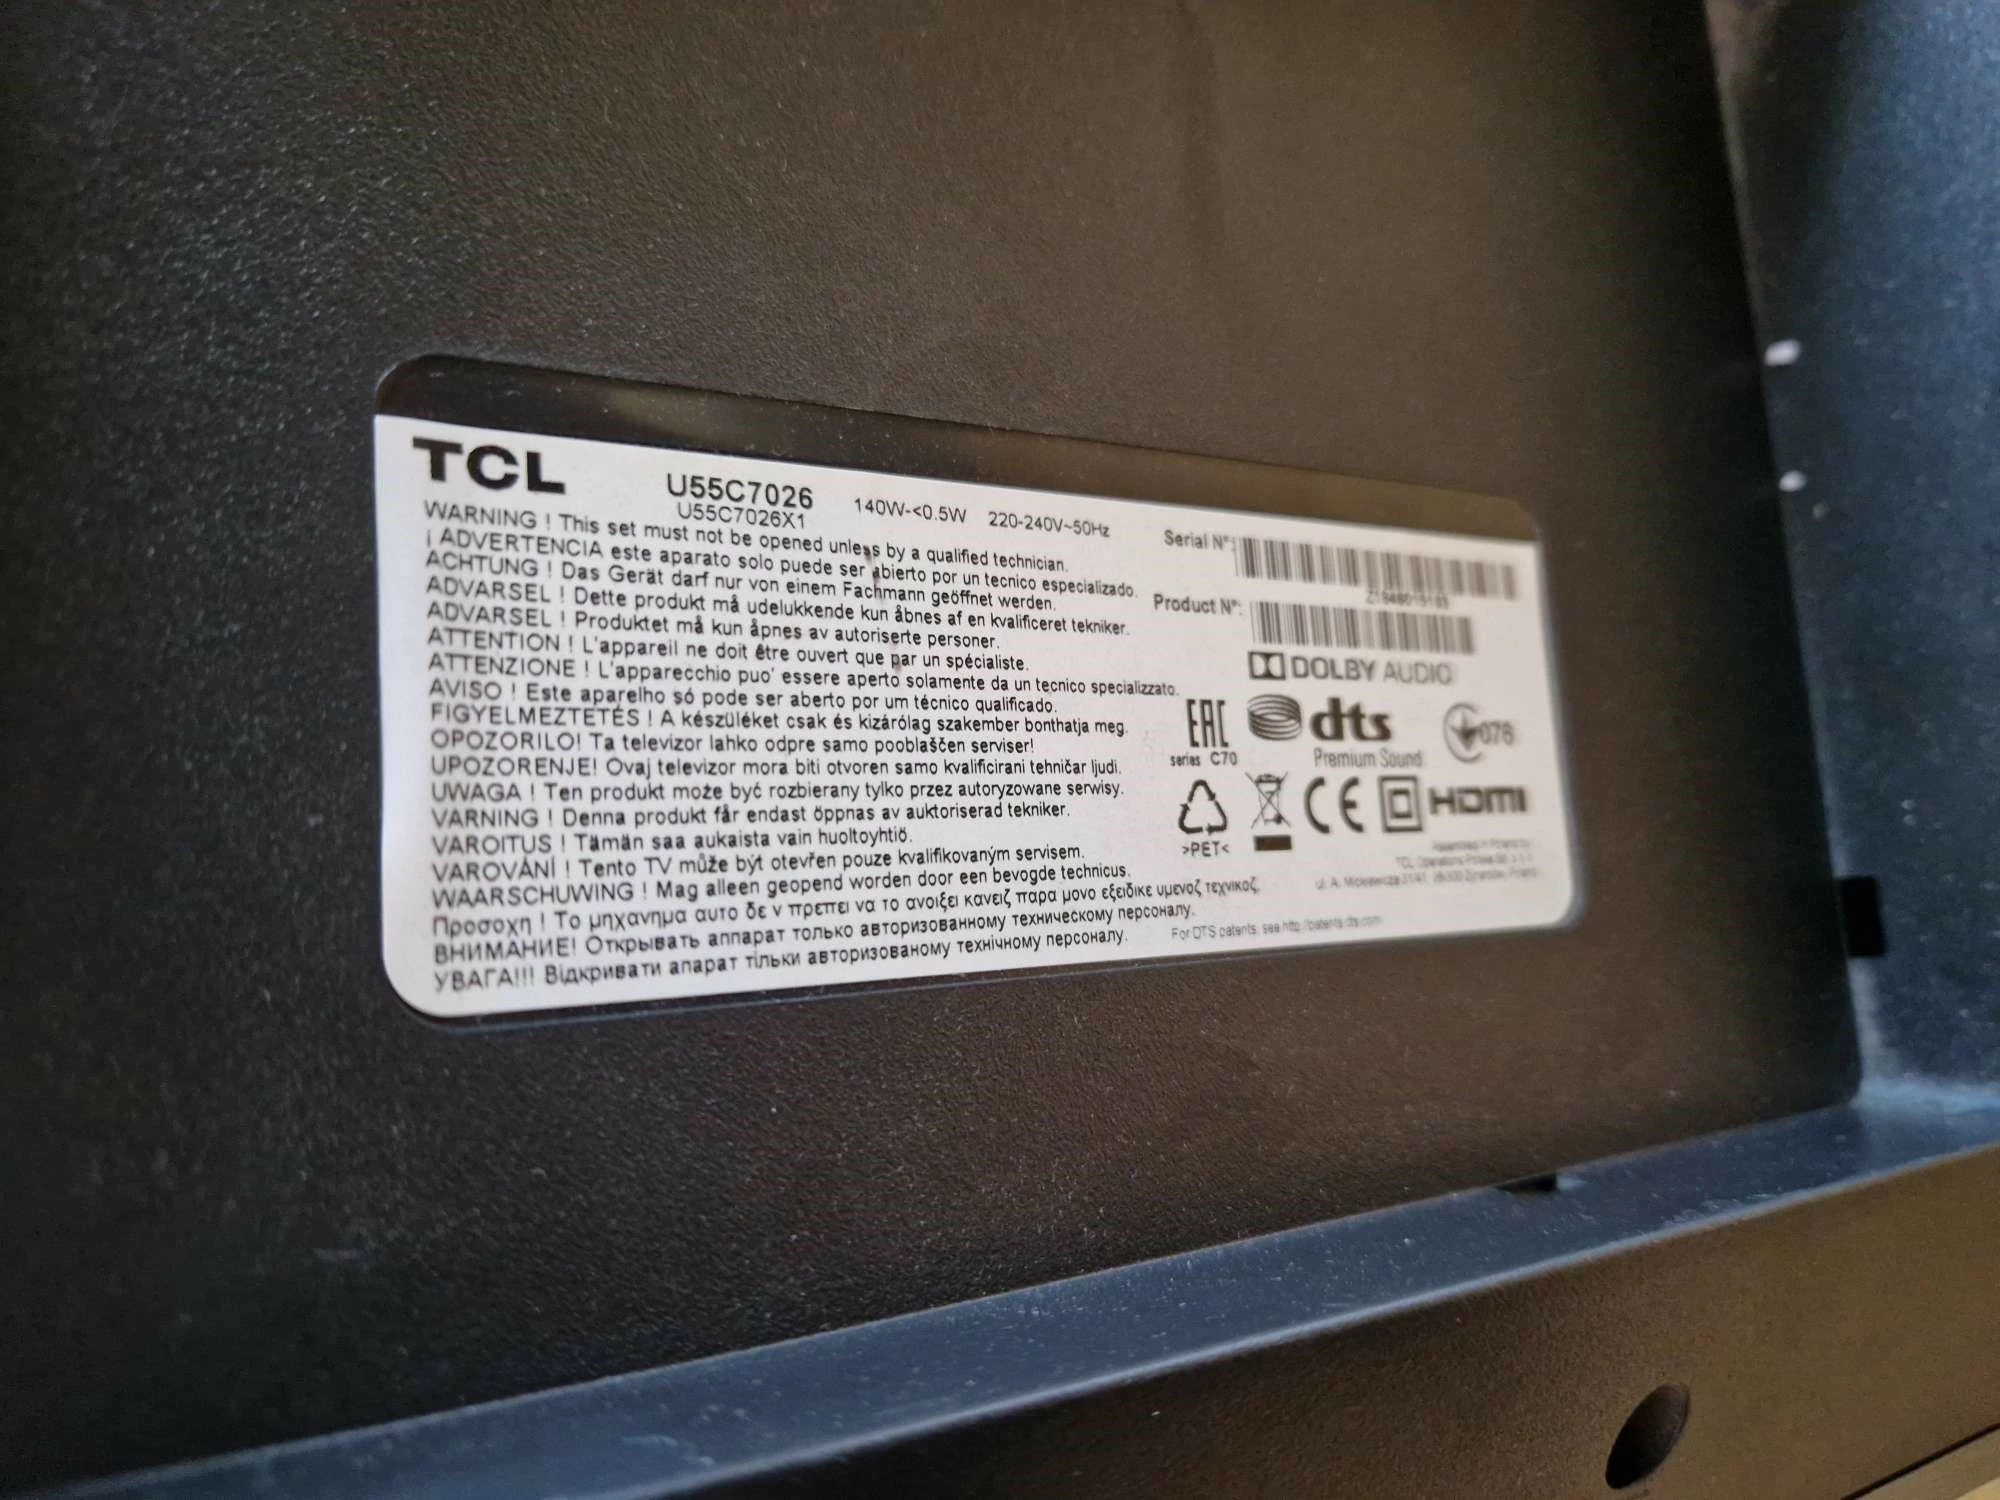 TCL
U55C7026 140W-<0.5W 220-240V~50Hz
U55C7026X1
WARNING ! This set must not be opened unless by a qualified technician.
¡ ADVERTENCIA este aparato solo puede ser abierto por un tecnico especializado.
ACHTUNG ! Das Gerät darf nur von einem Fachmann geöffnet werden.
ADVARSEL ! Dette produkt må udelukkende kun åbnes af en kvalificeret tekniker.
ADVARSEL ! Produktet må kun åpnes av autoriserte personer.
ATTENTION ! L'appareil ne doit être ouvert que par un spécialiste.
ATTENZIONE ! L'apparecchio puo' essere aperto solamente da un tecnico specializzato.
AVISO ! Este aparelho só pode ser aberto por um técnico qualificado.
FIGYELMEZTETÉS ! A készüléket csak és kizárólag szakember bonthatja meg.
OPOZORILO! Ta televizor lahko odpre samo pooblaščen serviser!
UPOZORENJE! Ovaj televizor mora biti otvoren samo kvalificirani tehničar ljudi.
UWAGA ! Ten produkt może być rozbierany tylko przez autoryzowane serwisy.
VARNING ! Denna produkt får endast öppnas av auktoriserad tekniker.
VAROITUS ! Tämän saa aukaista vain huoltoyhtiö.
VAROVÁNÍ ! Tento TV může být otevřen pouze kvalifikovaným servisem.
WAARSCHUWING ! Mag alleen geopend worden door een bevogde technicus.
Προσοχη ! Το μηχανημα αυτο δε ν πρεπει να το ανοιξει κανειζ παρα μονο εξειδικε υμενοζ τεχνικοζ.
ВНИМАНИЕ! Открывать аппарат только авторизованному техническому персоналу.
УВАГА!!! Відкривати апарат тільки авторизованому технічному персоналу.
Serial N°:
Product N°:
DOLBY AUDIO
EAC dts 078
series C70 Premium Sound
CE HDMI
>PET<
For DTS patents, see http://patents.dts.com